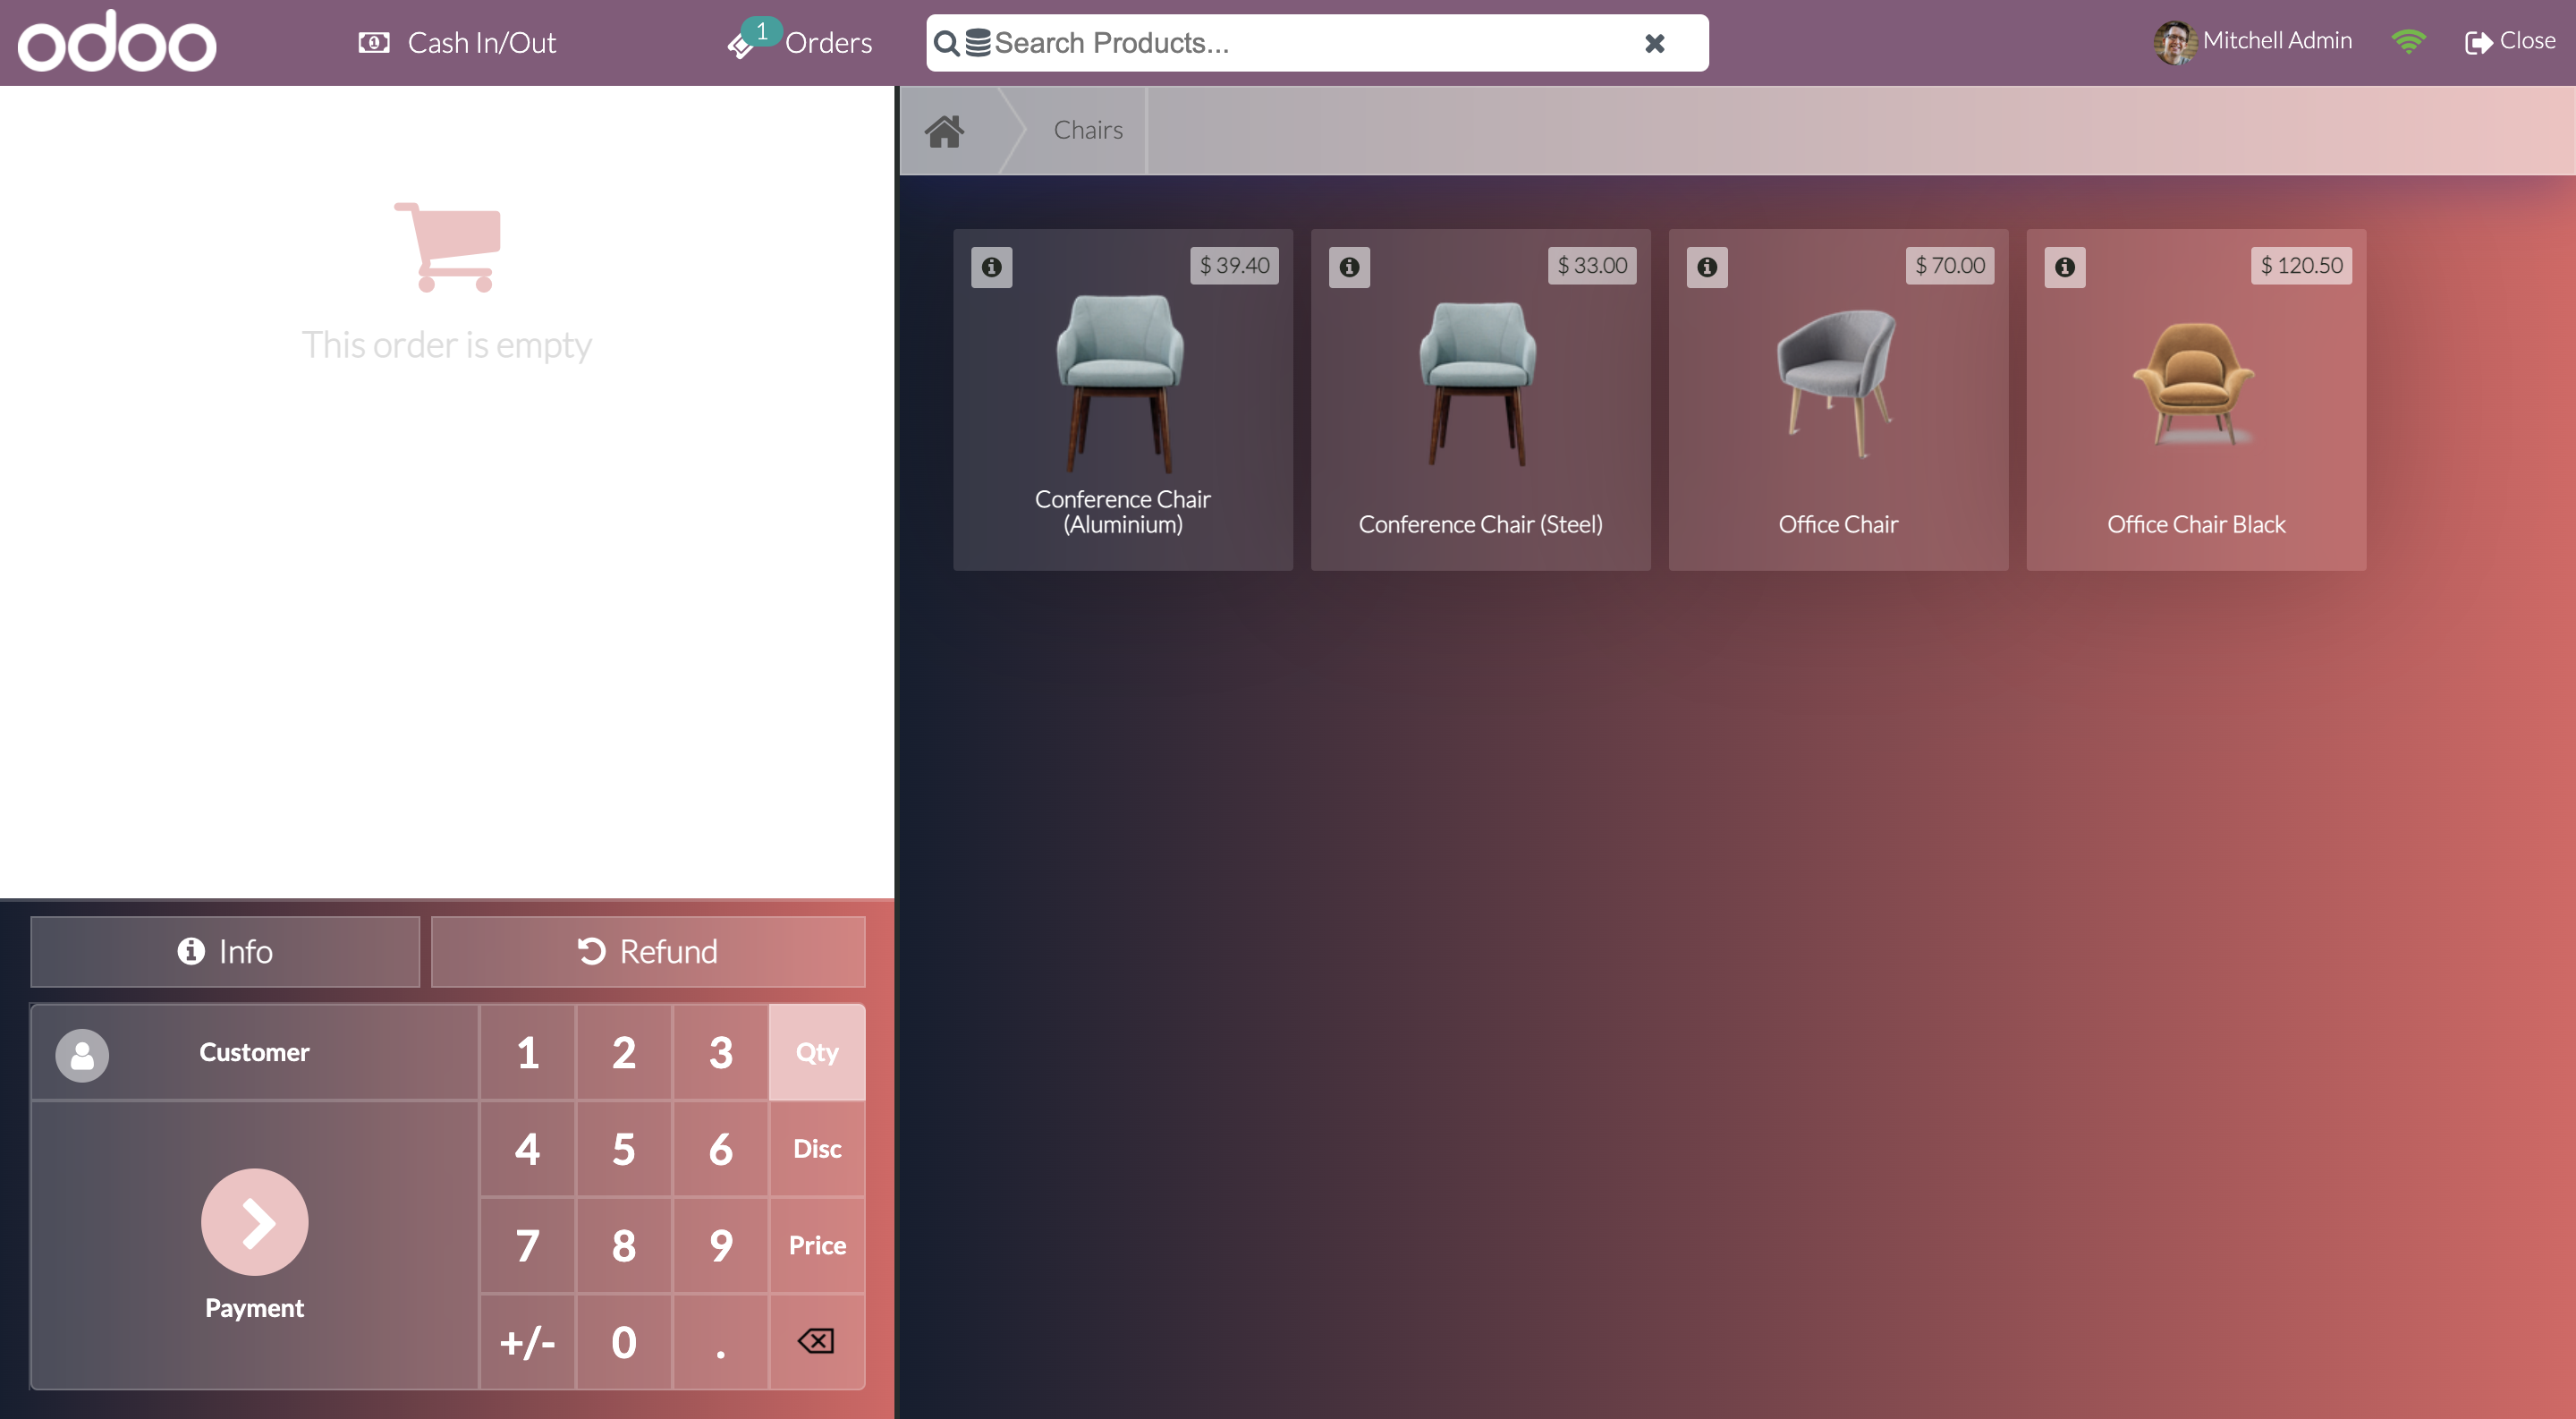 odoo
Cash In/Out
1
Orders
Search Products...
Mitchell Admin
Close
This order is empty
Chairs
$ 39.40
$ 33.00
$ 70.00
$ 120.50
Conference Chair
(Aluminium)
Conference Chair (Steel)
Office Chair
Office Chair Black
Info
Refund
Customer
1
2
3
Qty
4
5
6
Disc
7
8
9
Price
Payment
+/-
0
.